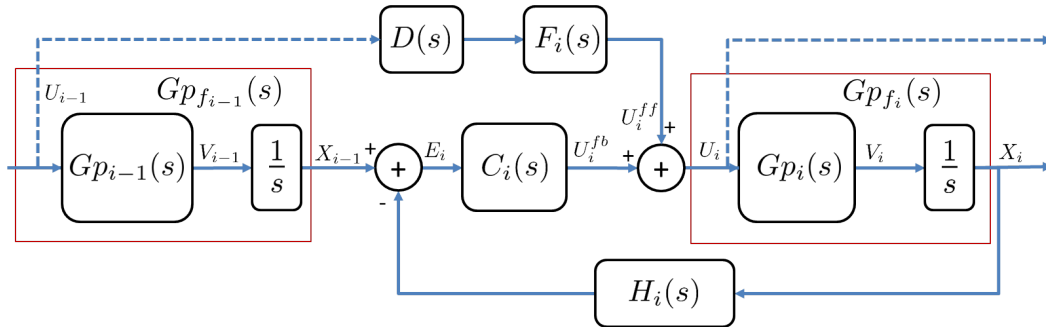 D(s)
F_i(s)
U_{i-1}
Gp_{f_{i-1}}(s)
U_i^{ff}
+
Gp_{f_i}(s)
Gp_{i-1}(s)
V_{i-1}
1/s
X_{i-1}
+
+
E_i
C_i(s)
U_i^{fb}
+
+
U_i
Gp_i(s)
V_i
1/s
X_i
-
H_i(s)